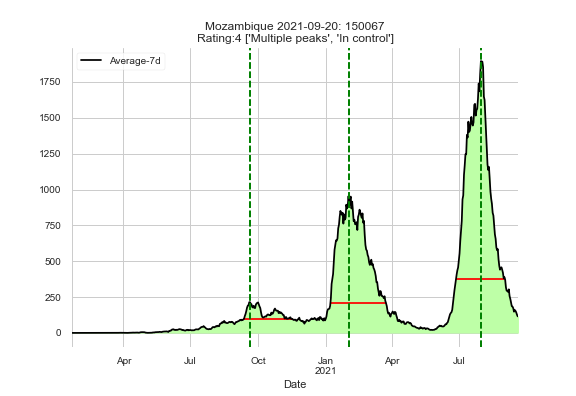 Mozambique 2021-09-20: 150067
Rating:4 ['Multiple peaks', 'In control']
Average-7d
1750
1500
1250
1000
750
500
250
0
Apr Jul Oct Jan Apr Jul
2021
Date